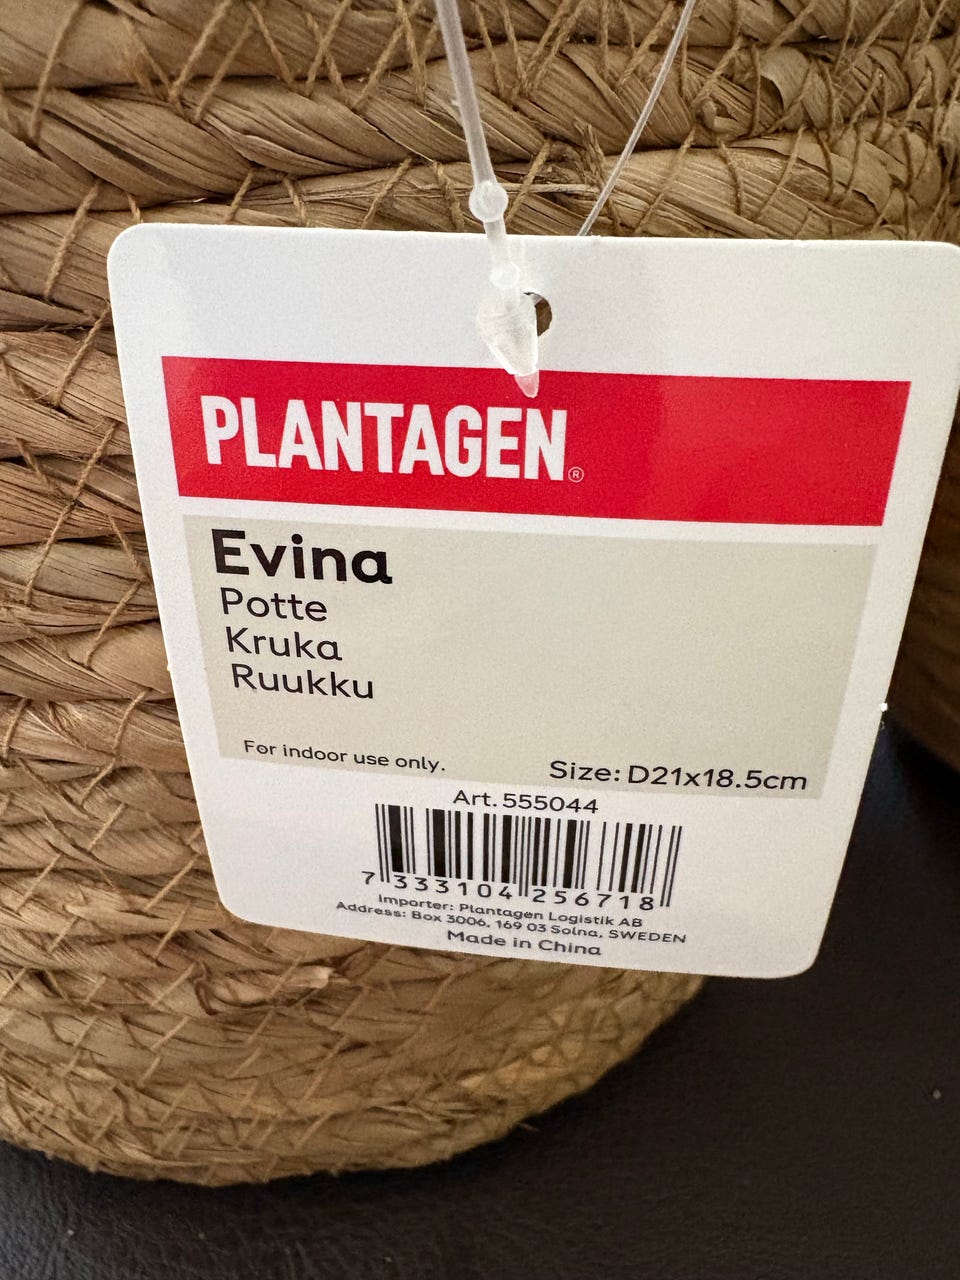 PLANTAGEN®
Evina
Potte
Kruka
Ruukku
For indoor use only.
Size: D21x18.5cm
Art. 555044
7 333104 256718
Importer: Plantagen Logistik AB
Address: Box 3006. 169 03 Solna, SWEDEN
Made in China